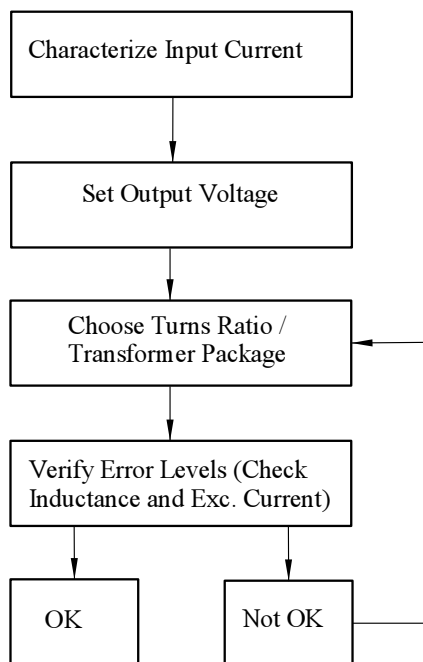 Characterize Input Current
Set Output Voltage
Choose Turns Ratio /
Transformer Package
Verify Error Levels (Check
Inductance and Exc. Current)
OK
Not OK